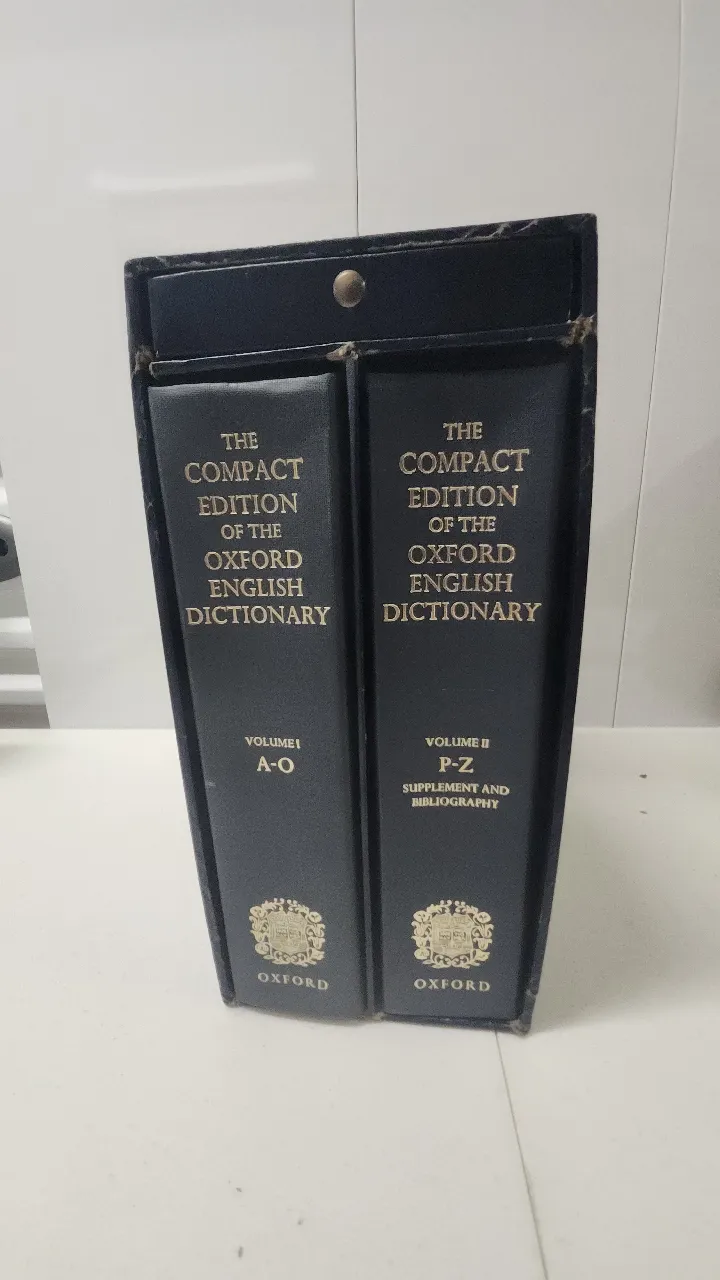 THE
COMPACT
EDITION
OF THE
OXFORD
ENGLISH
DICTIONARY
VOLUME I
A-O
OXFORD
THE
COMPACT
EDITION
OF THE
OXFORD
ENGLISH
DICTIONARY
VOLUME II
P-Z
SUPPLEMENT AND
BIBLIOGRAPHY
OXFORD